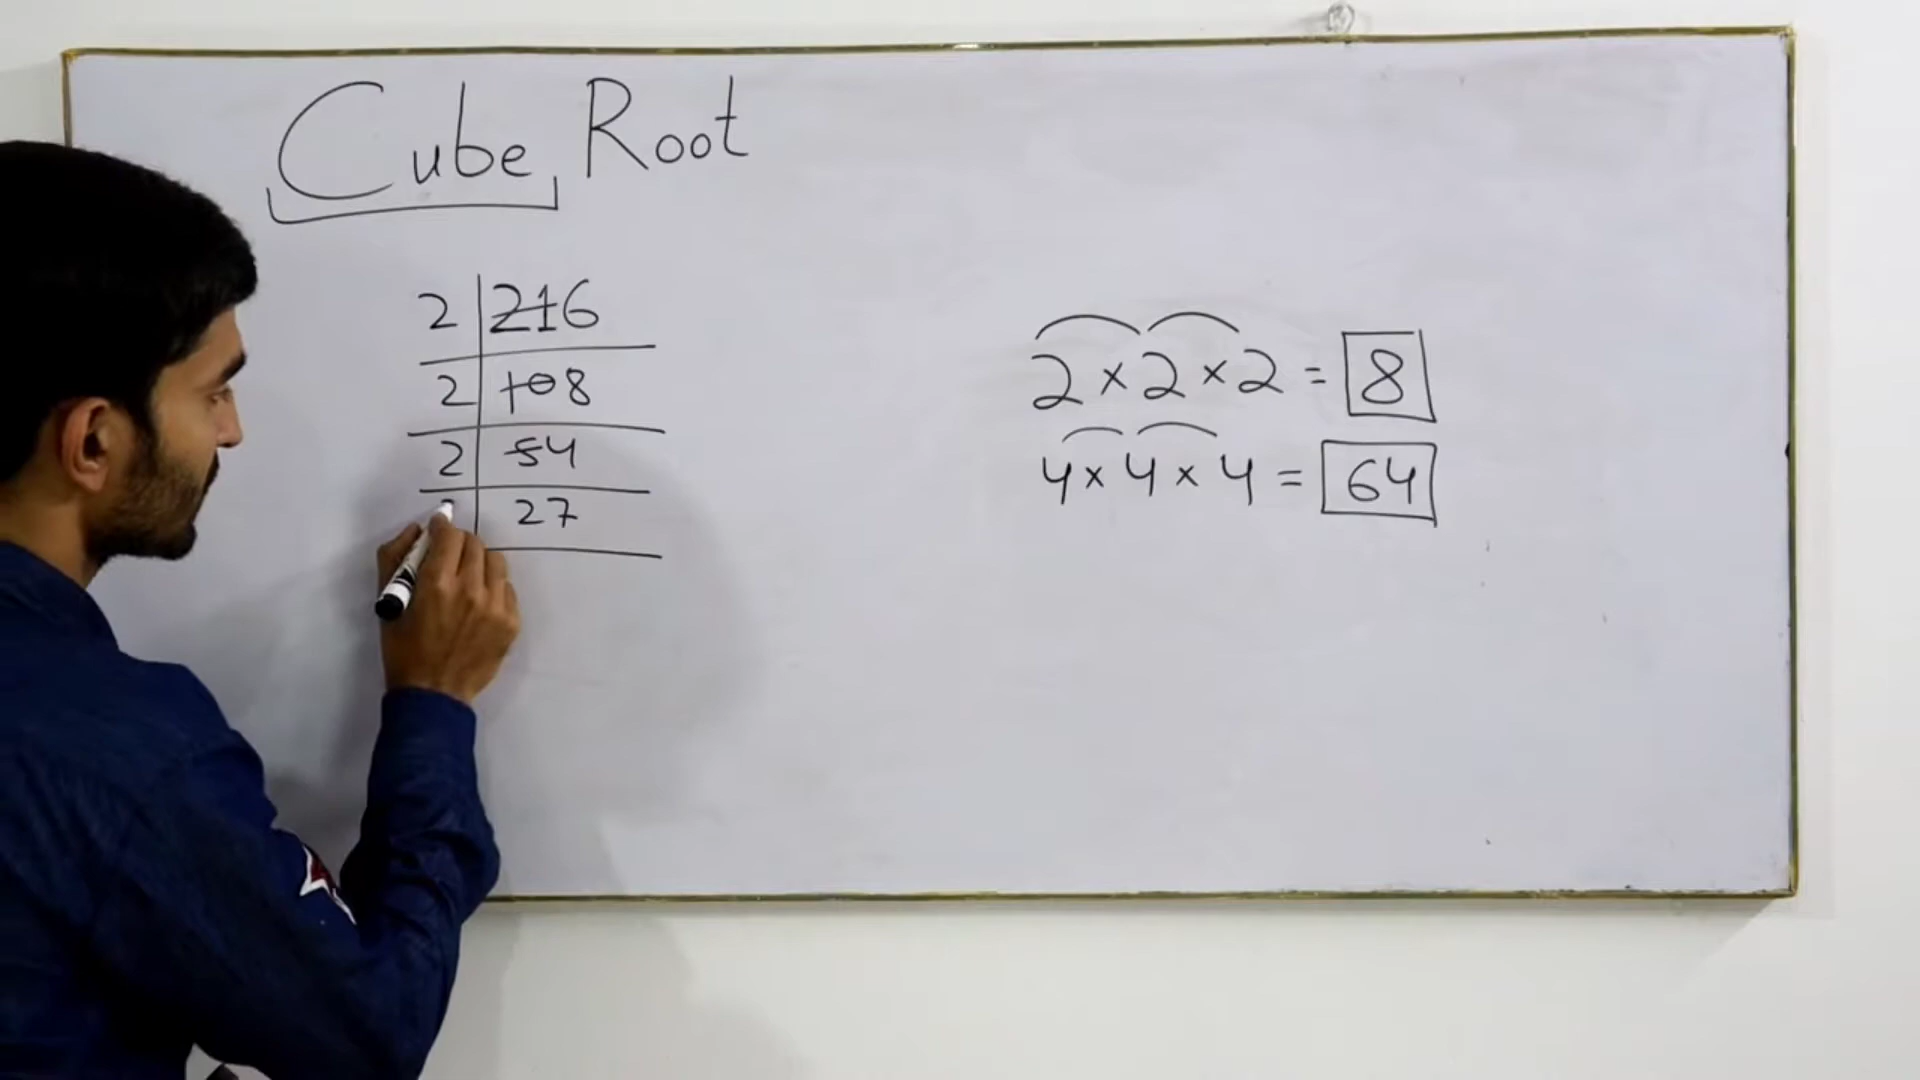 Cube Root
2 216
2 108
2 54
27
2 × 2 × 2 = 8
4 × 4 × 4 = 64